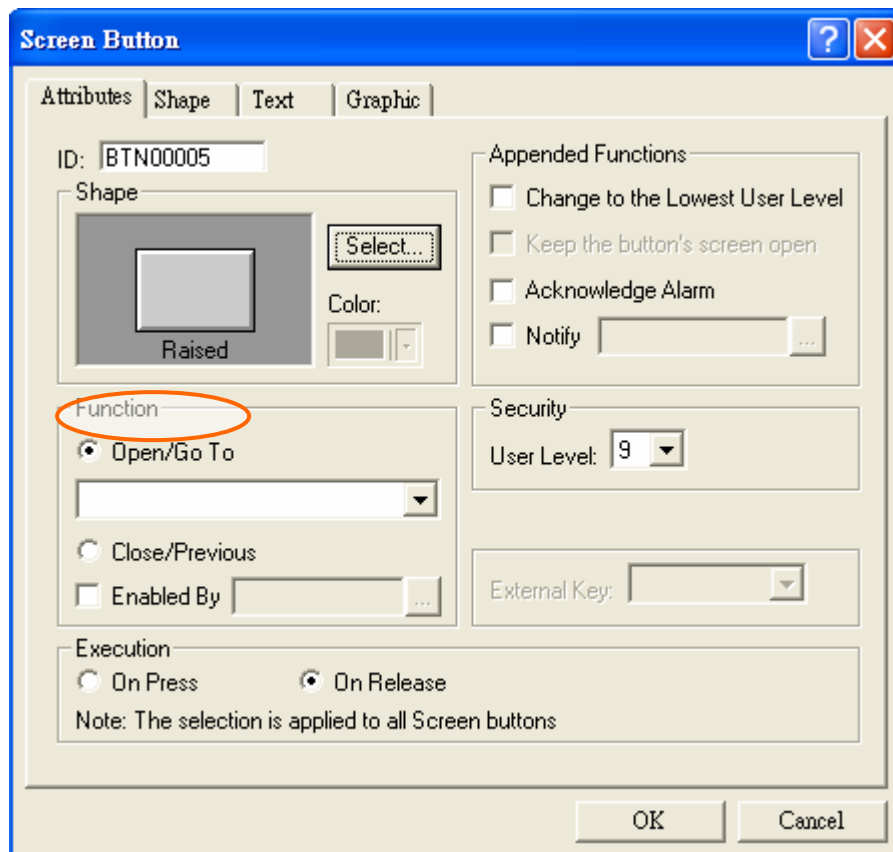 Screen Button
Attributes Shape Text Graphic
ID: BTN00005
Shape
Raised
Select...
Color:
Function
Open/Go To
Close/Previous
Enabled By ...
Appended Functions
Change to the Lowest User Level
Keep the button's screen open
Acknowledge Alarm
Notify ...
Security
User Level: 9
External Key:
Execution
On Press On Release
Note: The selection is applied to all Screen buttons
OK Cancel